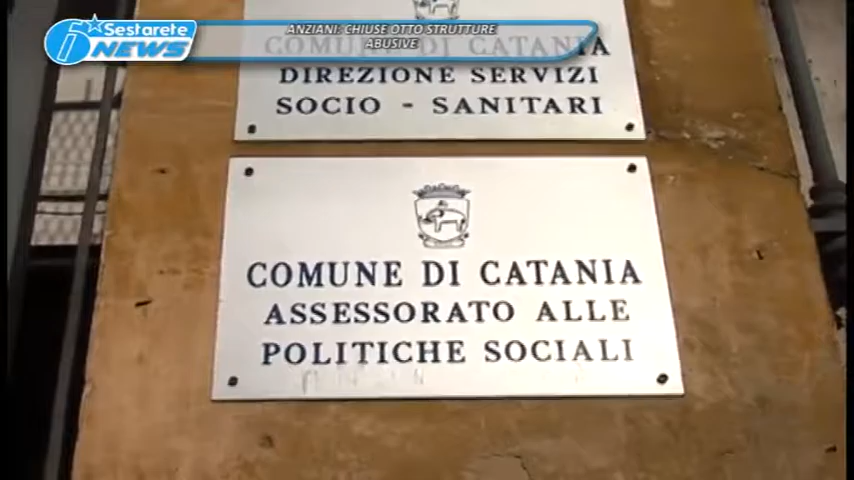 Sestarete
6 NEWS
ANZIANI: CHIUSE OTTO STRUTTURE
ABUSIVE
COMUNE DI CATANIA
DIREZIONE SERVIZI
SOCIO - SANITARI
COMUNE DI CATANIA
ASSESSORATO ALLE
POLITICHE SOCIALI